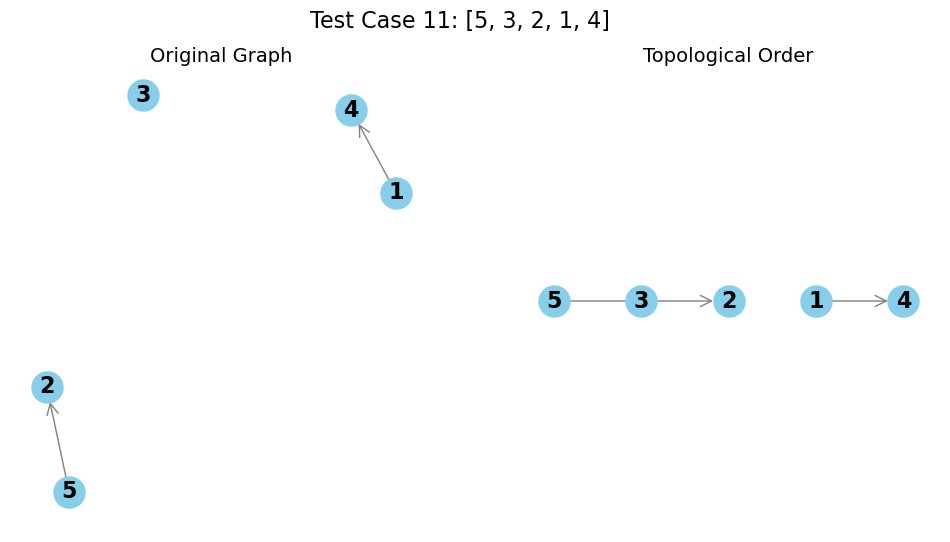 Test Case 11: [5, 3, 2, 1, 4]
Original Graph
3
4
1
2
5
Topological Order
5 3 2 1 4